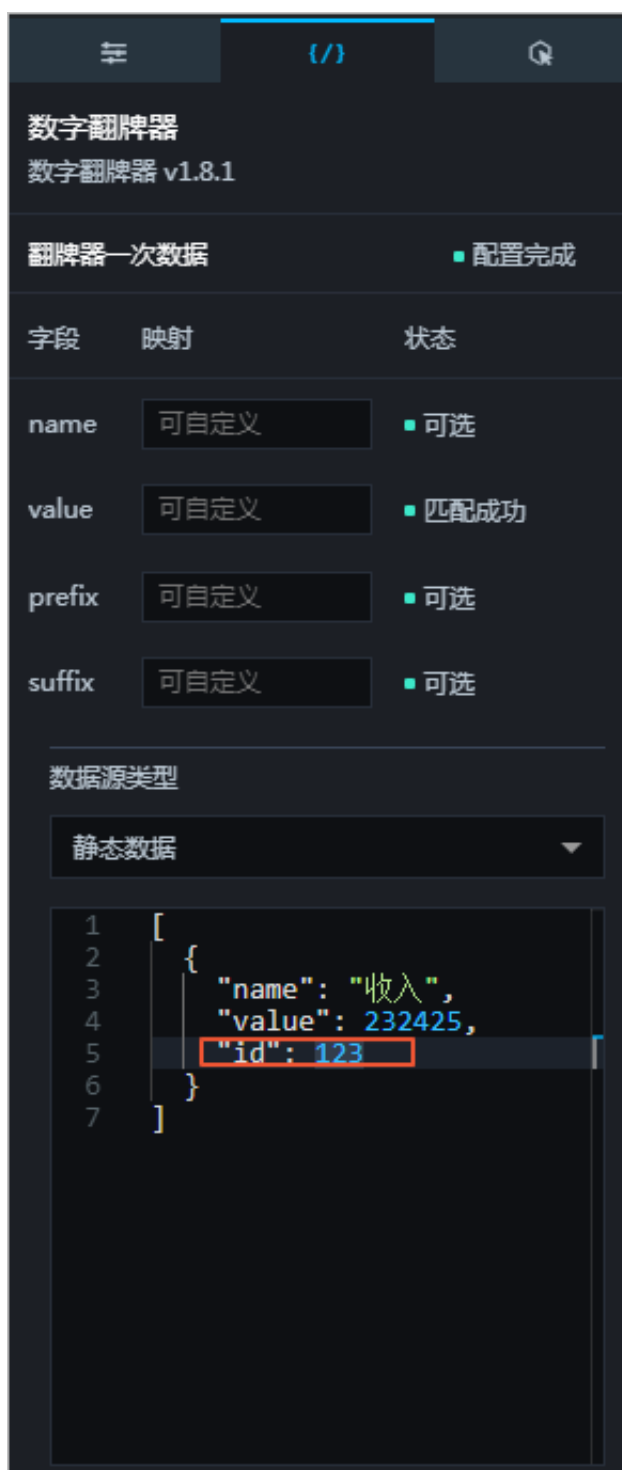 {/}
数字翻牌器
数字翻牌器 v1.8.1
翻牌器一次数据 配置完成
字段 映射 状态
name 可自定义 可选
value 可自定义 匹配成功
prefix 可自定义 可选
suffix 可自定义 可选
数据源类型
静态数据
1 [
2 {
3 "name": "收入",
4 "value": 232425,
5 "id": 123
6 }
7 ]